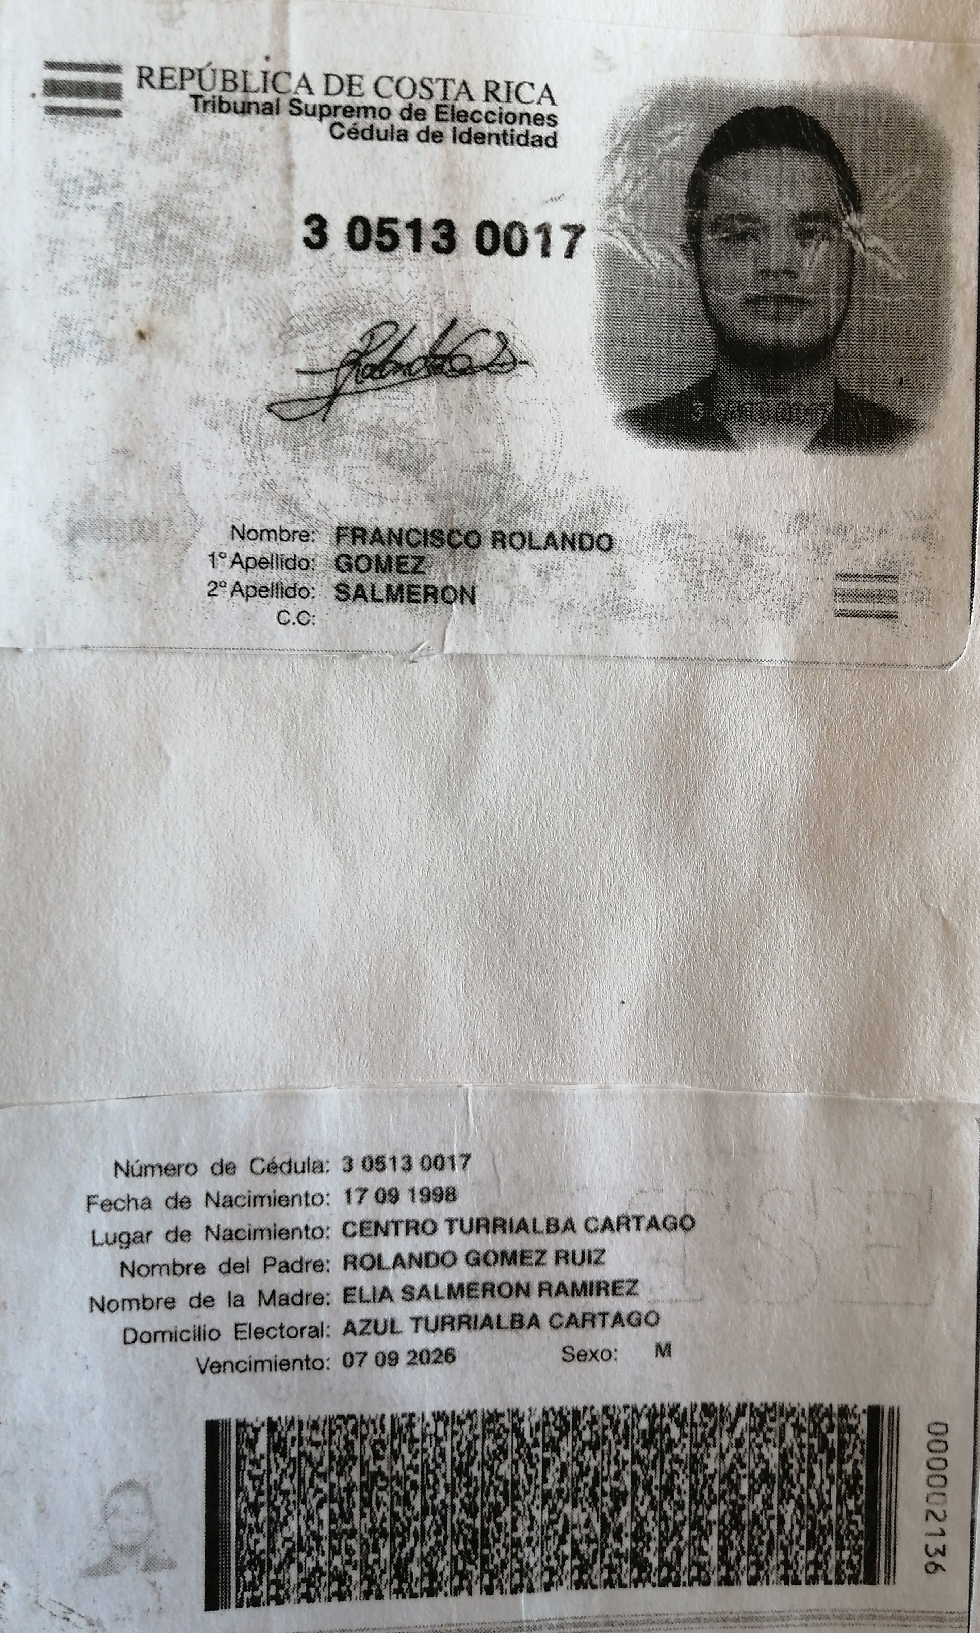 REPÚBLICA DE COSTA RICA
Tribunal Supremo de Elecciones
Cédula de Identidad
3 0513 0017
Nombre: FRANCISCO ROLANDO
1° Apellido: GOMEZ
2° Apellido: SALMERON
C.C:
Número de Cédula: 3 0513 0017
Fecha de Nacimiento: 17 09 1998
Lugar de Nacimiento: CENTRO TURRIALBA CARTAGO
Nombre del Padre: ROLANDO GOMEZ RUIZ
Nombre de la Madre: ELIA SALMERON RAMIREZ
Domicilio Electoral: AZUL TURRIALBA CARTAGO
Vencimiento: 07 09 2026 Sexo: M
000002136